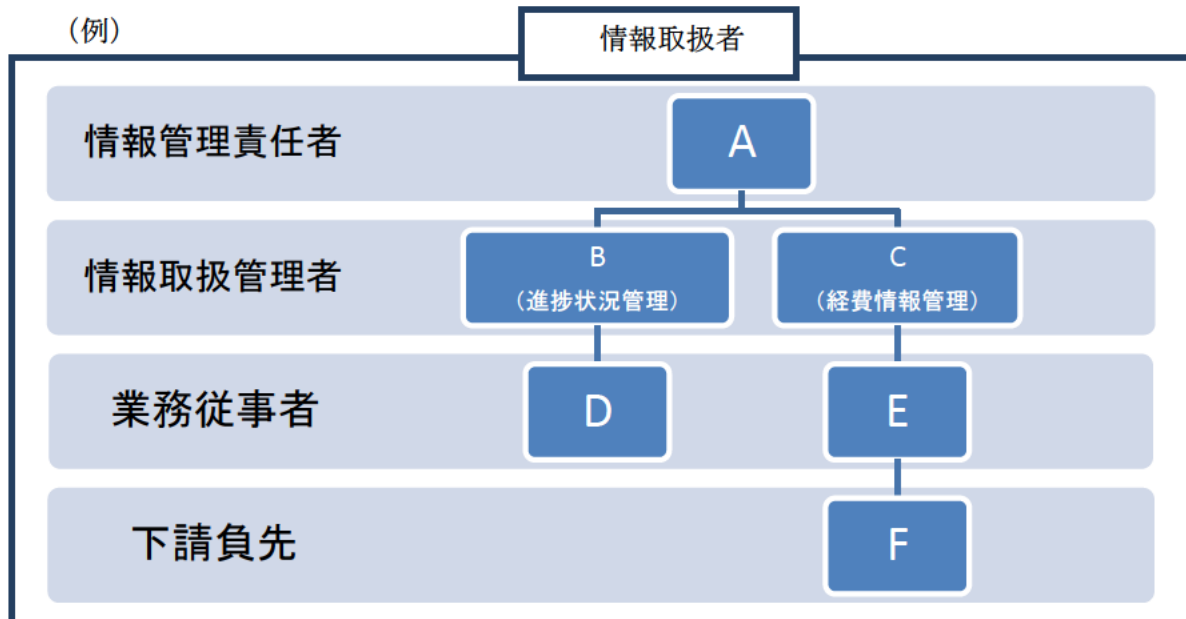 （例）
情報取扱者
情報管理責任者
A
情報取扱管理者
B
（進捗状況管理）
C
（経費情報管理）
業務従事者
D
E
下請負先
F